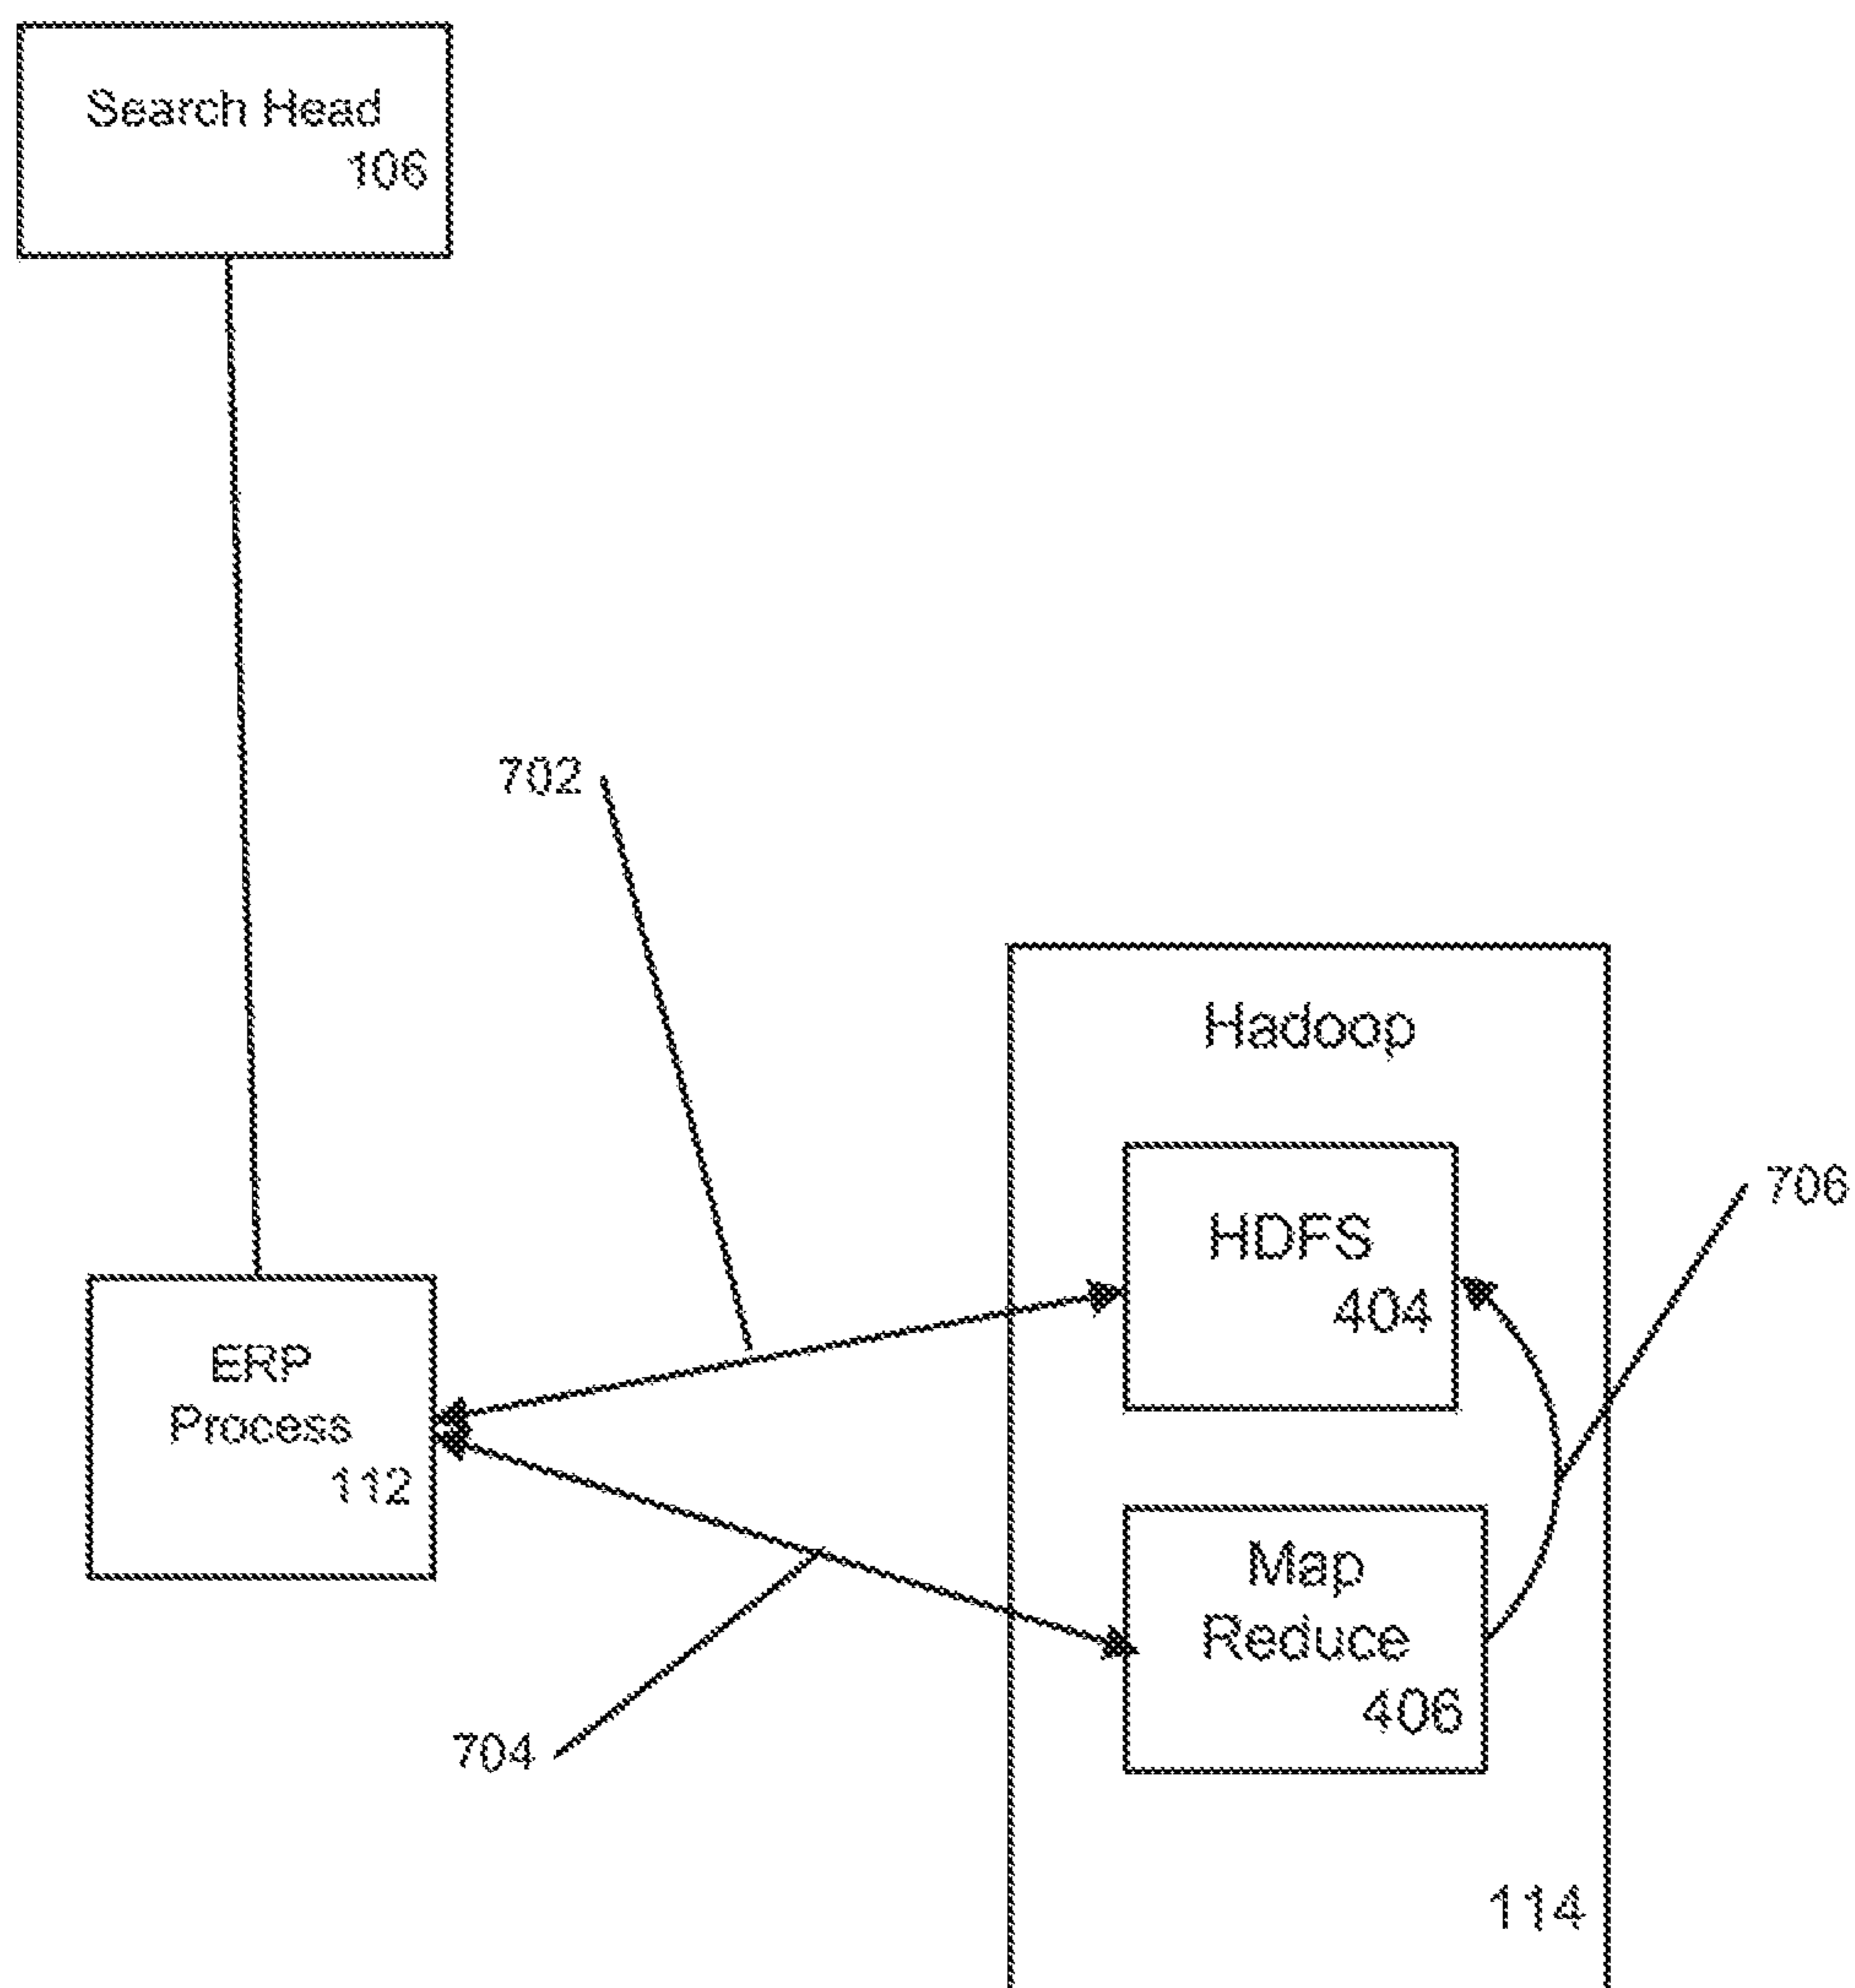 Search Head
106
702
Hadoop
706
HDFS
404
ERP
Process
112
Map
Reduce
406
704
114